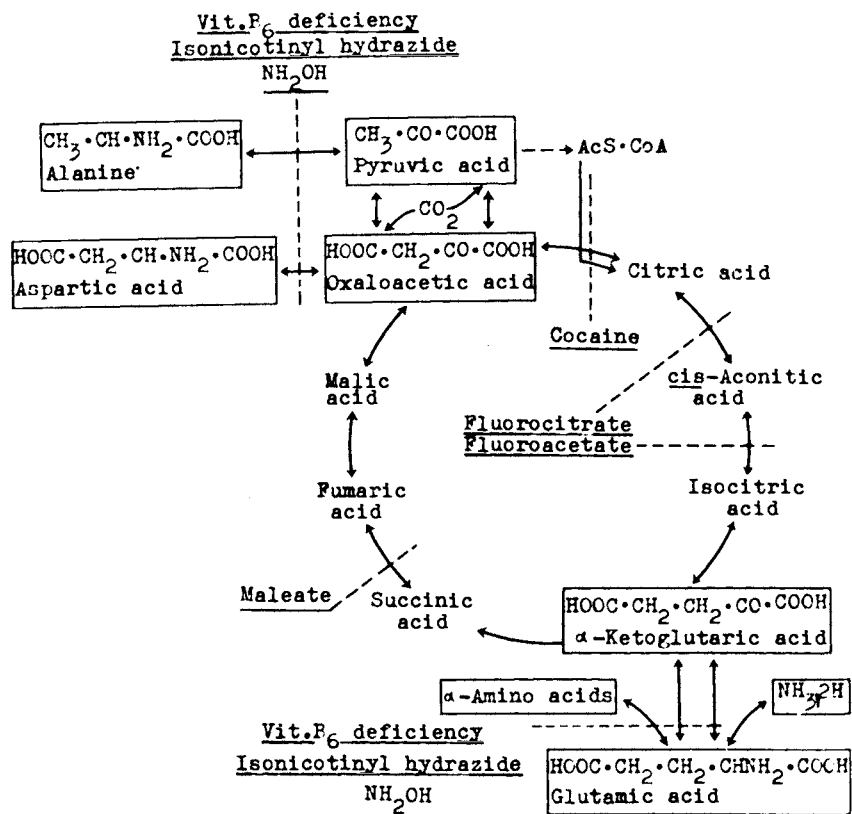 Vit.B6 deficiency
Isonicotinyl hydrazide
NH2OH
CH3•CH•NH2•COOH
Alanine
CH3•CO•COOH
Pyruvic acid
AcS•CoA
CO2
HOOC•CH2•CH•NH2•COOH
Aspartic acid
HOOC•CH2•CO•COOH
Oxaloacetic acid
Citric acid
Cocaine
Malic
acid
cis-Aconitic
acid
Fluorocitrate
Fluoroacetate
Fumaric
acid
Isocitric
acid
Maleate
Succinic
acid
HOOC•CH2•CH2•CO•COOH
α-Ketoglutaric acid
α-Amino acids
Vit.B6 deficiency
Isonicotinyl hydrazide
NH2OH
HOOC•CH2•CH2•CHNH2•COOH
Glutamic acid